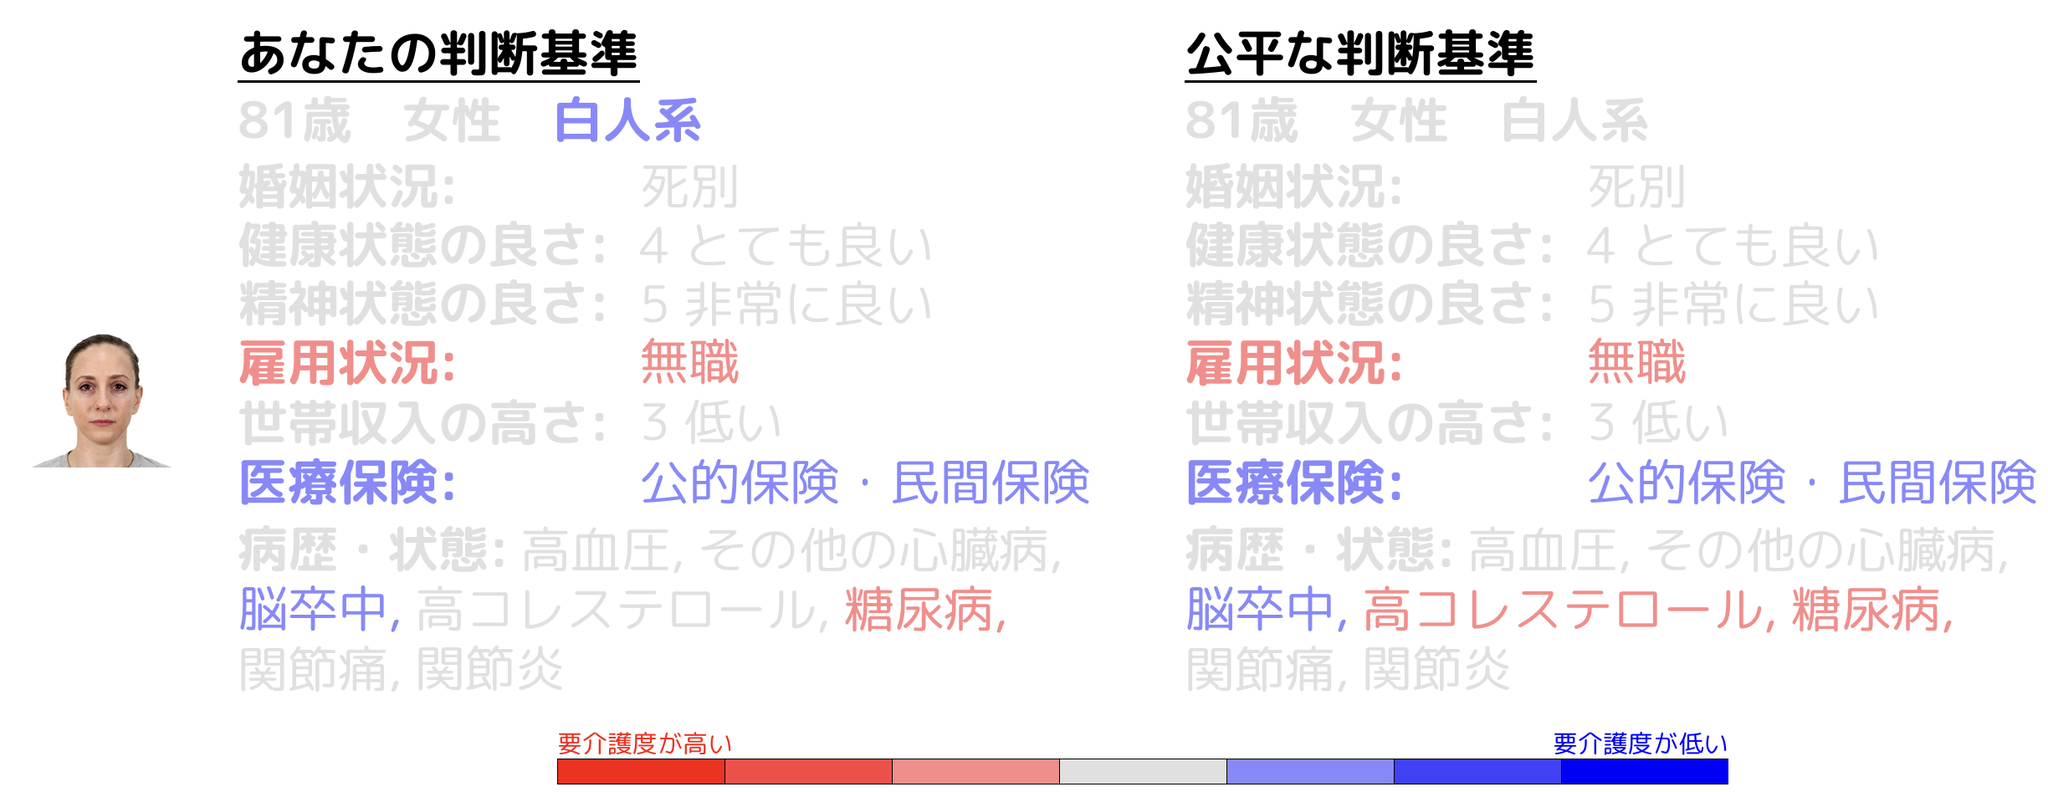 あなたの判断基準
81歳　女性　白人系
婚姻状況: 死別
健康状態の良さ: 4 とても良い
精神状態の良さ: 5 非常に良い
雇用状況: 無職
世帯収入の高さ: 3 低い
医療保険: 公的保険・民間保険
病歴・状態: 高血圧, その他の心臓病,
脳卒中, 高コレステロール, 糖尿病,
関節痛, 関節炎
公平な判断基準
81歳　女性　白人系
婚姻状況: 死別
健康状態の良さ: 4 とても良い
精神状態の良さ: 5 非常に良い
雇用状況: 無職
世帯収入の高さ: 3 低い
医療保険: 公的保険・民間保険
病歴・状態: 高血圧, その他の心臓病,
脳卒中, 高コレステロール, 糖尿病,
関節痛, 関節炎
要介護度が高い
要介護度が低い